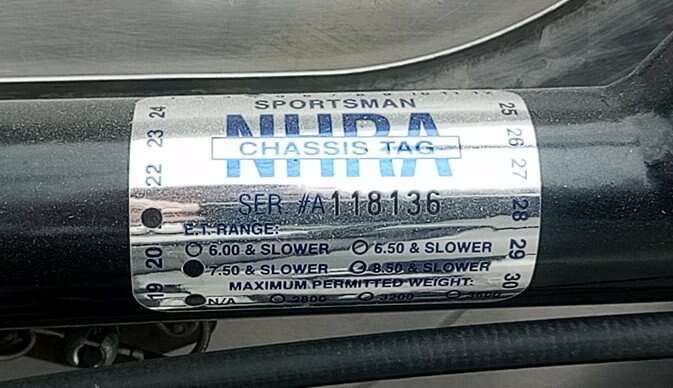 SPORTSMAN
NHRA
CHASSIS TAG
SER #A118136
E.T. RANGE:
6.00 & SLOWER 6.50 & SLOWER
7.50 & SLOWER 8.50 & SLOWER
MAXIMUM PERMITTED WEIGHT:
N/A 2800 3200 3600
24
23
22
20
19
25
26
27
28
29
30